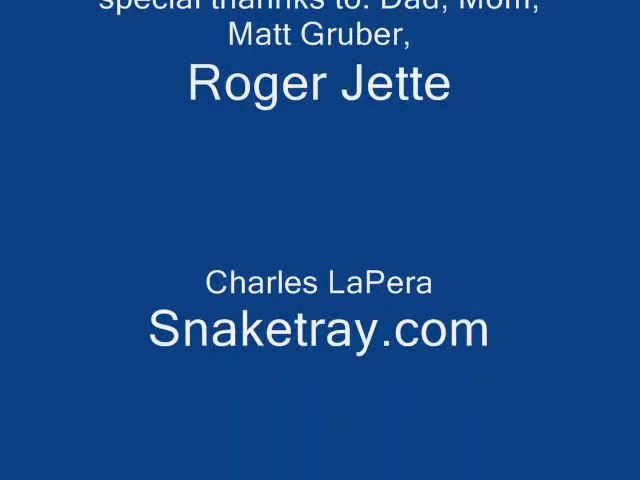 special thannks to: Dad, Mom,
Matt Gruber,
Roger Jette
Charles LaPera
Snaketray.com